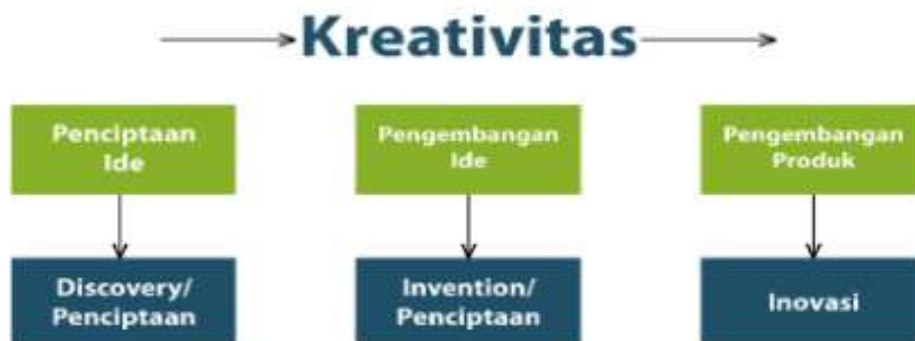 Kreativitas
Penciptaan
Ide
Pengembangan
Ide
Pengembangan
Produk
Discovery/
Penciptaan
Invention/
Penciptaan
Inovasi